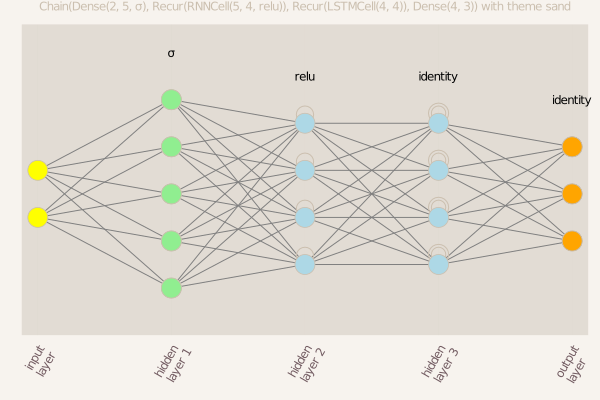 Chain(Dense(2, 5, σ), Recur(RNNCell(5, 4, relu)), Recur(LSTMCell(4, 4)), Dense(4, 3)) with theme sand
σ
relu
identity
identity
input
layer
hidden
layer 1
hidden
layer 2
hidden
layer 3
output
layer